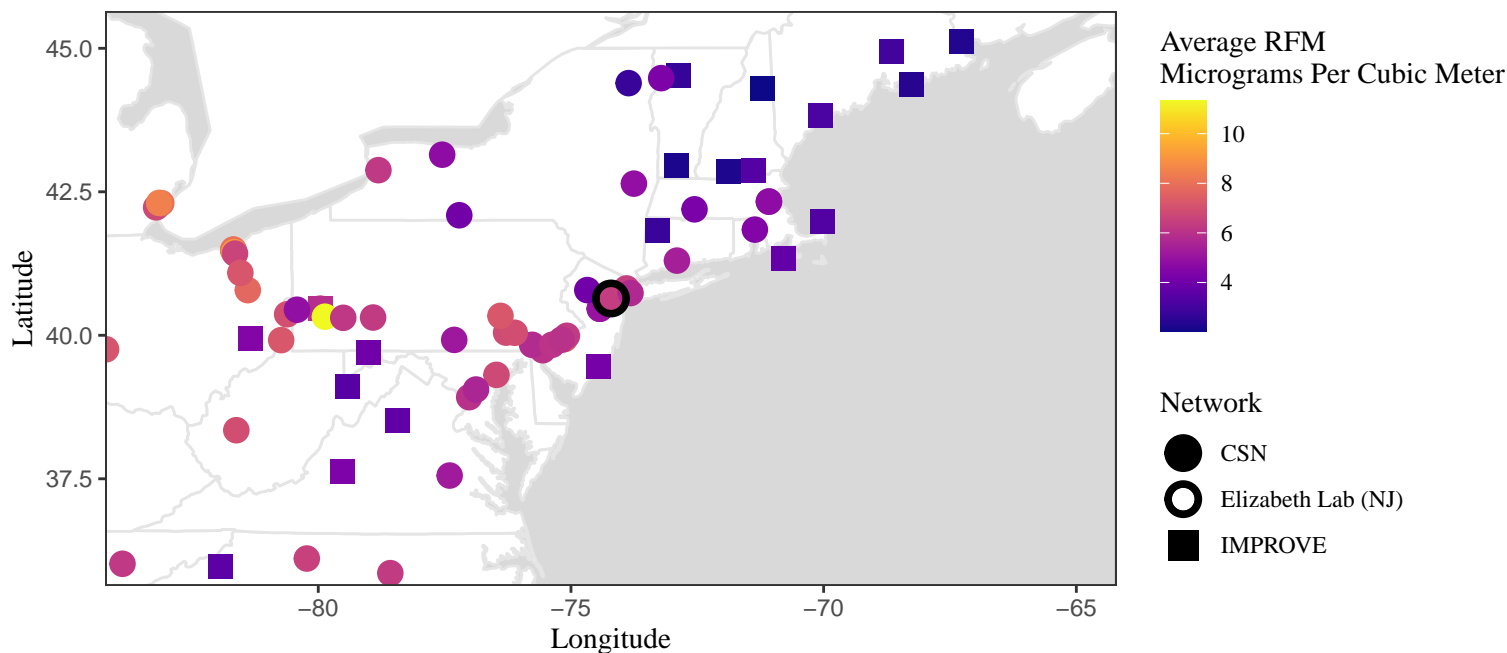 45.0
42.5
40.0
37.5
Latitude
−80
−75
−70
−65
Longitude
Average RFM
Micrograms Per Cubic Meter
10
8
6
4
Network
CSN
Elizabeth Lab (NJ)
IMPROVE